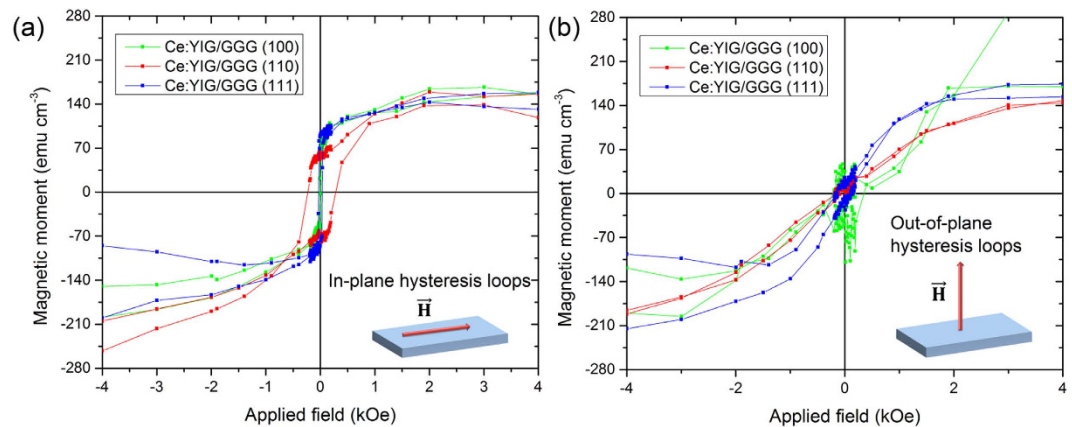 (a)
Magnetic moment (emu cm⁻³)
280
210
140
70
0
-70
-140
-210
-280
Ce:YIG/GGG (100)
Ce:YIG/GGG (110)
Ce:YIG/GGG (111)
In-plane hysteresis loops
H
-4 -3 -2 -1 0 1 2 3 4
Applied field (kOe)
(b)
Magnetic moment (emu cm⁻³)
280
210
140
70
0
-70
-140
-210
-280
Ce:YIG/GGG (100)
Ce:YIG/GGG (110)
Ce:YIG/GGG (111)
Out-of-plane
hysteresis loops
H
-4 -2 0 2 4
Applied field (kOe)